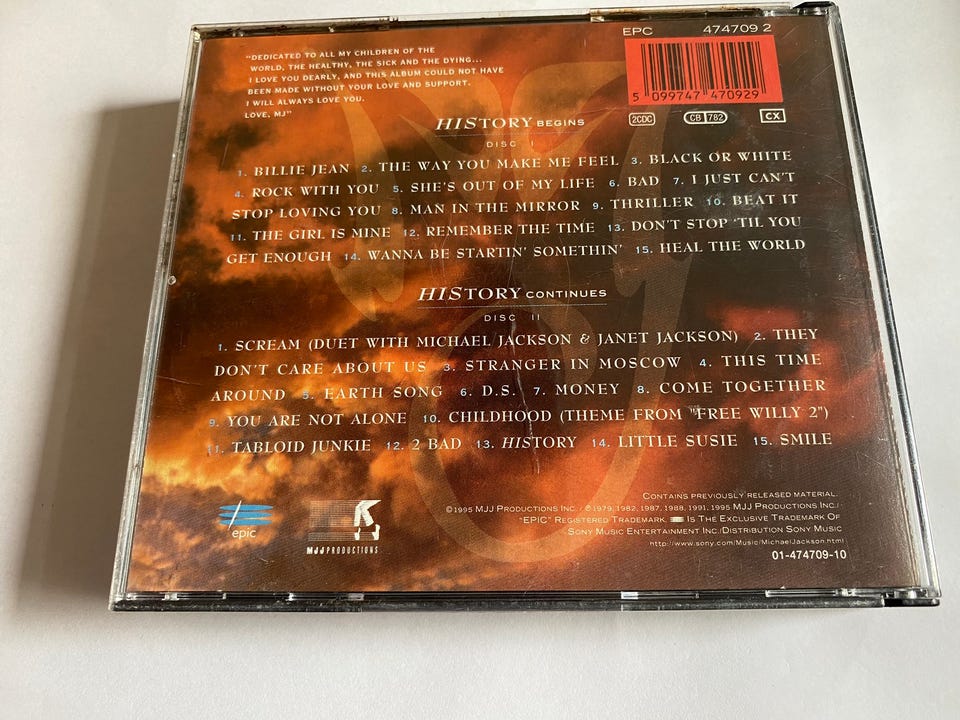 "DEDICATED TO ALL MY CHILDREN OF THE
WORLD, THE HEALTHY, THE SICK AND THE DYING...
I LOVE YOU DEARLY, AND THIS ALBUM COULD NOT HAVE
BEEN MADE WITHOUT YOUR LOVE AND SUPPORT.
I WILL ALWAYS LOVE YOU.
LOVE, MJ"
EPC 474709 2
5 099747 470929
2CDC CB 782 CX
HISTORY BEGINS
DISC I
1. BILLIE JEAN 2. THE WAY YOU MAKE ME FEEL 3. BLACK OR WHITE
4. ROCK WITH YOU 5. SHE'S OUT OF MY LIFE 6. BAD 7. I JUST CAN'T
STOP LOVING YOU 8. MAN IN THE MIRROR 9. THRILLER 10. BEAT IT
11. THE GIRL IS MINE 12. REMEMBER THE TIME 13. DON'T STOP 'TIL YOU
GET ENOUGH 14. WANNA BE STARTIN' SOMETHIN' 15. HEAL THE WORLD
HISTORY CONTINUES
DISC II
1. SCREAM (DUET WITH MICHAEL JACKSON & JANET JACKSON) 2. THEY
DON'T CARE ABOUT US 3. STRANGER IN MOSCOW 4. THIS TIME
AROUND 5. EARTH SONG 6. D.S. 7. MONEY 8. COME TOGETHER
9. YOU ARE NOT ALONE 10. CHILDHOOD (THEME FROM "FREE WILLY 2")
11. TABLOID JUNKIE 12. 2 BAD 13. HISTORY 14. LITTLE SUSIE 15. SMILE
epic
MJJ PRODUCTIONS
CONTAINS PREVIOUSLY RELEASED MATERIAL.
©1995 MJJ PRODUCTIONS INC./ ℗1979, 1982, 1987, 1988, 1991, 1995 MJJ PRODUCTIONS INC./
"EPIC" REGISTERED TRADEMARK. IS THE EXCLUSIVE TRADEMARK OF
SONY MUSIC ENTERTAINMENT INC./DISTRIBUTION SONY MUSIC
http://www.sony.com/Music/MichaelJackson.html
01-474709-10